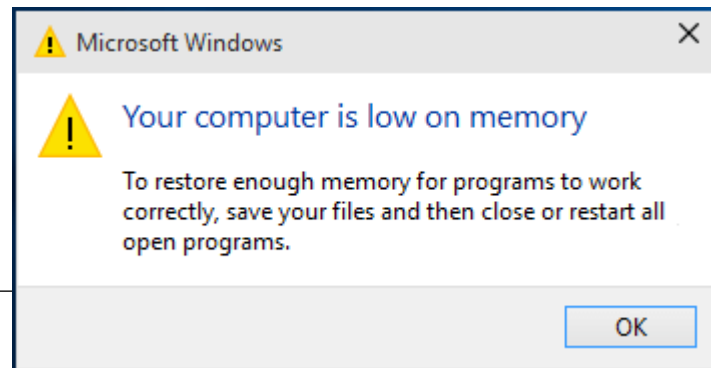 Microsoft Windows
Your computer is low on memory
To restore enough memory for programs to work
correctly, save your files and then close or restart all
open programs.
OK